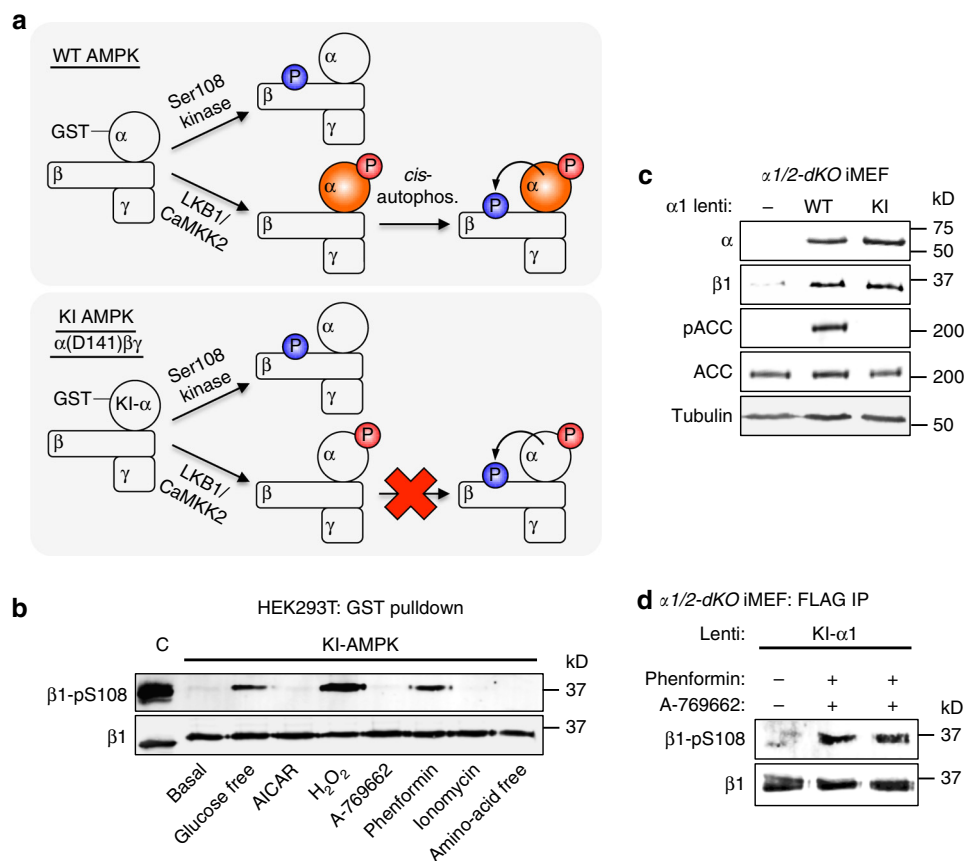 a
WT AMPK
GST
α
β
γ
Ser108
kinase
α
P
β
γ
LKB1/
CaMKK2
P
α
β
γ
cis-
autophos.
P
α
P
β
γ
KI AMPK
α(D141)βγ
GST
KI-α
β
γ
Ser108
kinase
α
P
β
γ
LKB1/
CaMKK2
P
α
β
γ
P
α
P
β
γ
b
HEK293T: GST pulldown
C KI-AMPK
kD
β1-pS108 37
β1 37
Basal
Glucose free
AICAR
H₂O₂
A-769662
Phenformin
Ionomycin
Amino-acid free
c
α1/2-dKO iMEF
α1 lenti: – WT KI kD
α 75
50
β1 37
pACC 200
ACC 200
Tubulin 50
d α1/2-dKO iMEF: FLAG IP
Lenti: KI-α1
Phenformin: – + +
A-769662: – + + kD
β1-pS108 37
β1 37